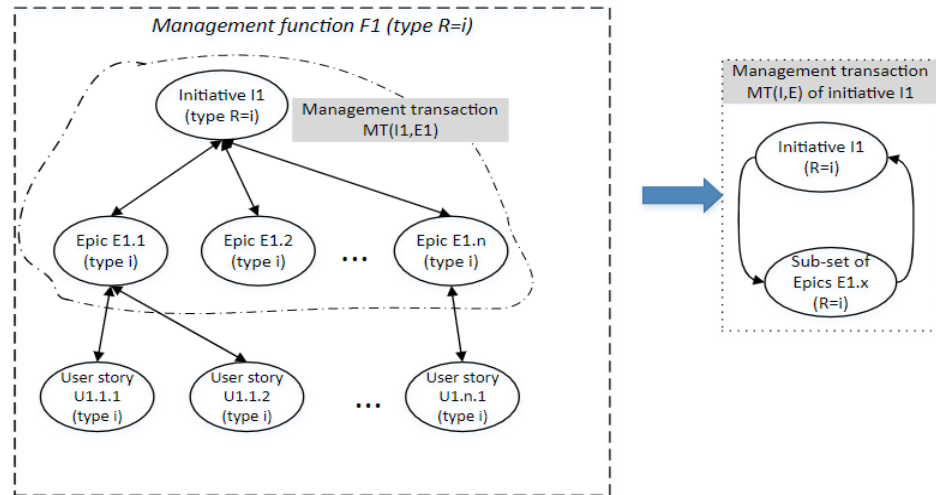 Management function F1 (type R=i)
Initiative I1
(type R=i)
Management transaction
MT(I1,E1)
Epic E1.1
(type i)
Epic E1.2
(type i)
...
Epic E1.n
(type i)
User story
U1.1.1
(type i)
User story
U1.1.2
(type i)
...
User story
U1.n.1
(type i)
Management transaction
MT(I,E) of initiative I1
Initiative I1
(R=i)
Sub-set of
Epics E1.x
(R=i)